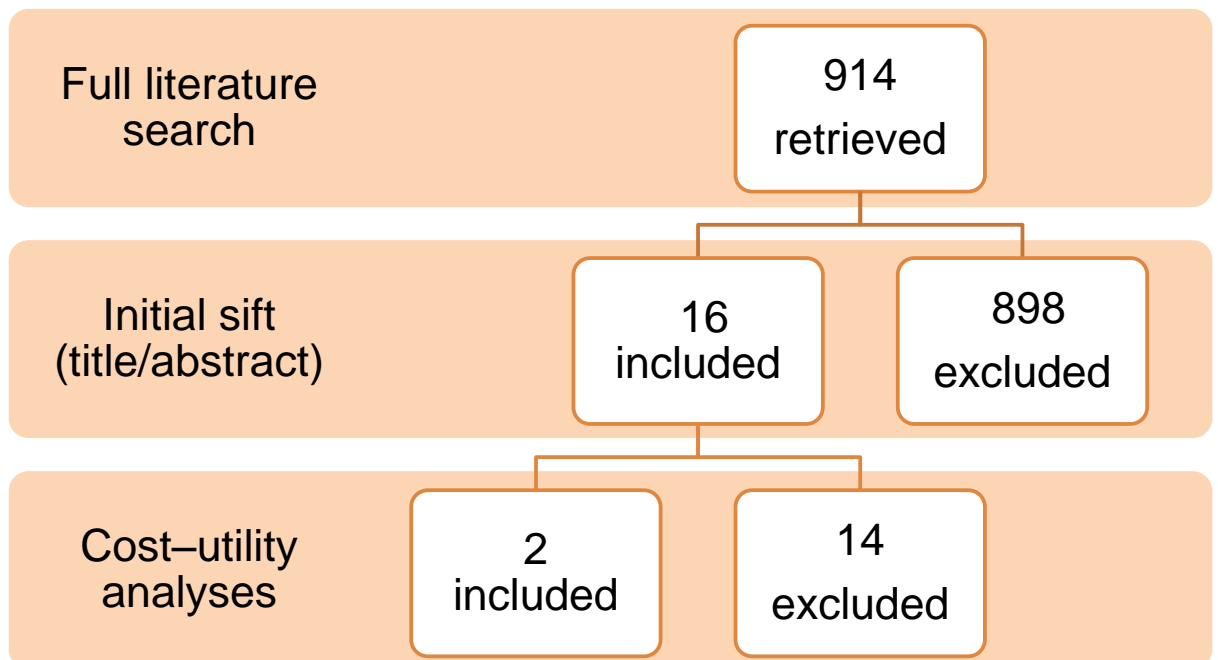 Full literature
search
914
retrieved
Initial sift
(title/abstract)
16
included
898
excluded
Cost–utility
analyses
2
included
14
excluded